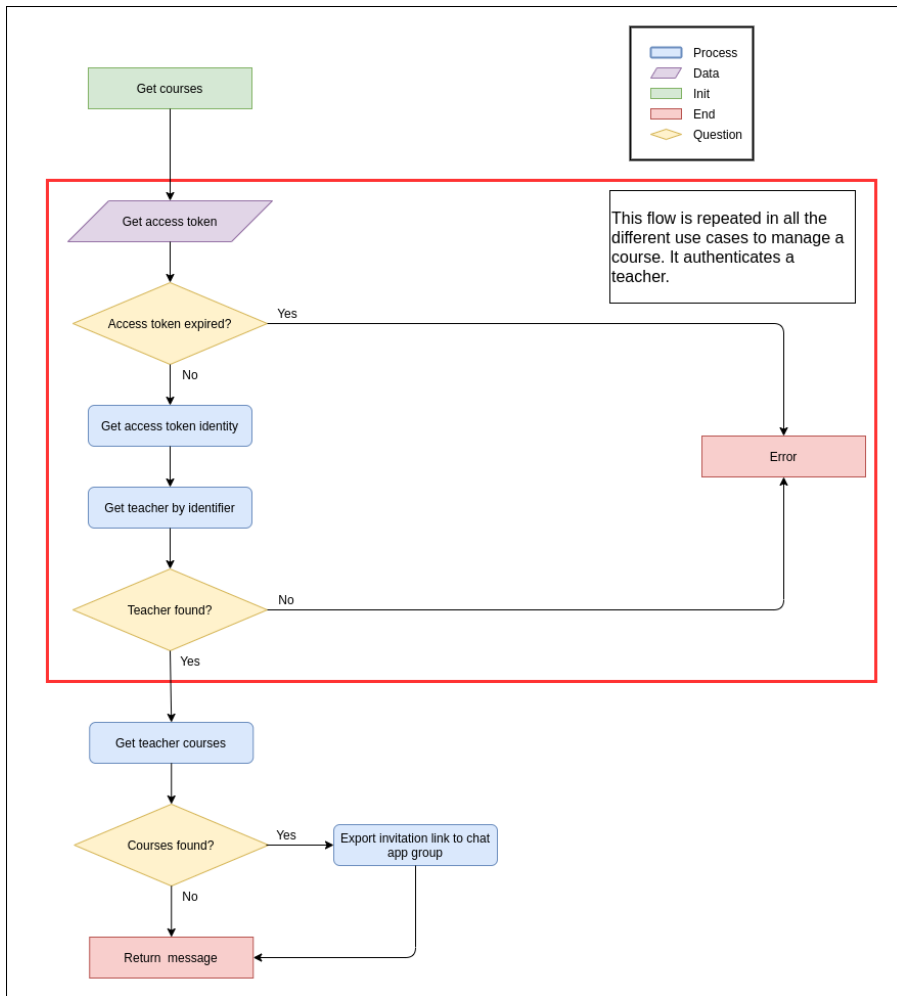 Process
Data
Init
End
Question
Get courses
This flow is repeated in all the
different use cases to manage a
course. It authenticates a
teacher.
Get access token
Access token expired?
Yes
No
Get access token identity
Error
Get teacher by identifier
Teacher found?
No
Yes
Get teacher courses
Courses found?
Yes
Export invitation link to chat
app group
No
Return  message